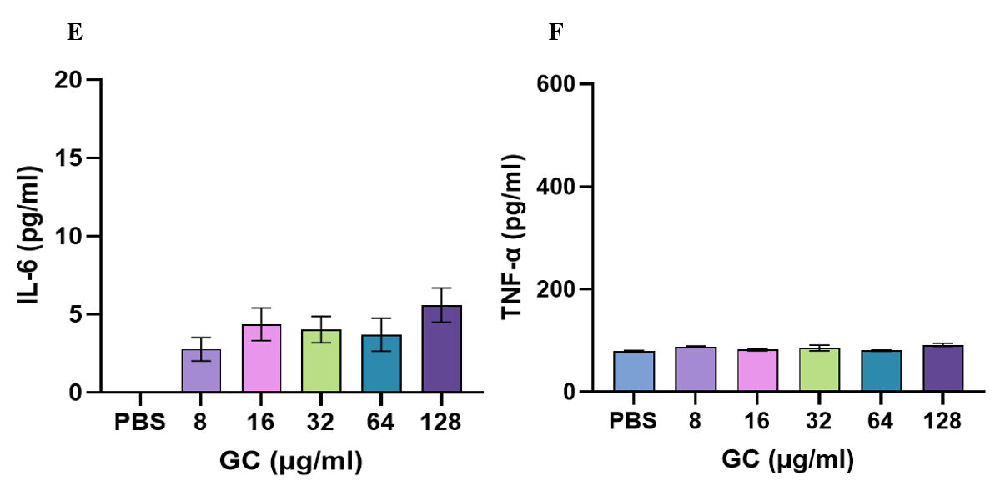 E
20
15
10
5
0
IL-6 (pg/ml)
PBS 8 16 32 64 128
GC (µg/ml)
F
600
400
200
0
TNF-α (pg/ml)
PBS 8 16 32 64 128
GC (µg/ml)